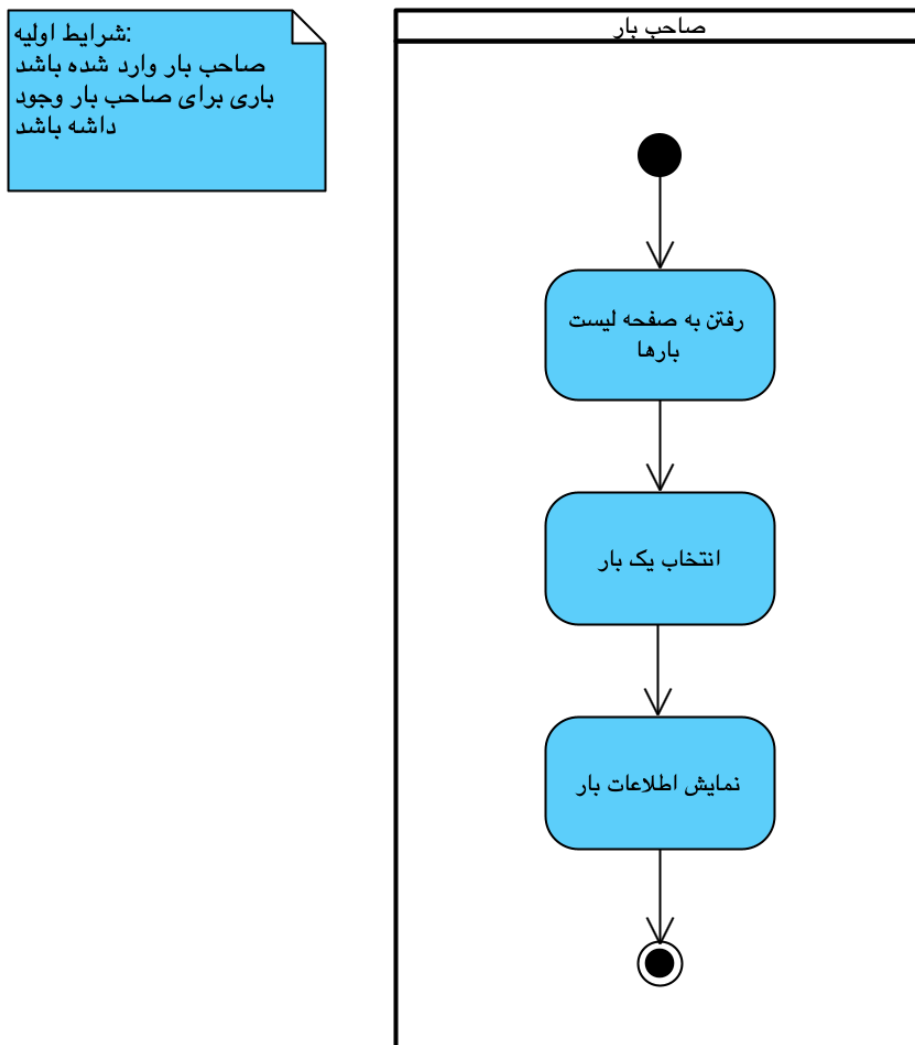 شرایط اولیه:
صاحب بار وارد شده باشد
باری برای صاحب بار وجود
داشه باشد
صاحب بار
رفتن به صفحه لیست
بارها
انتخاب یک بار
نمایش اطلاعات بار